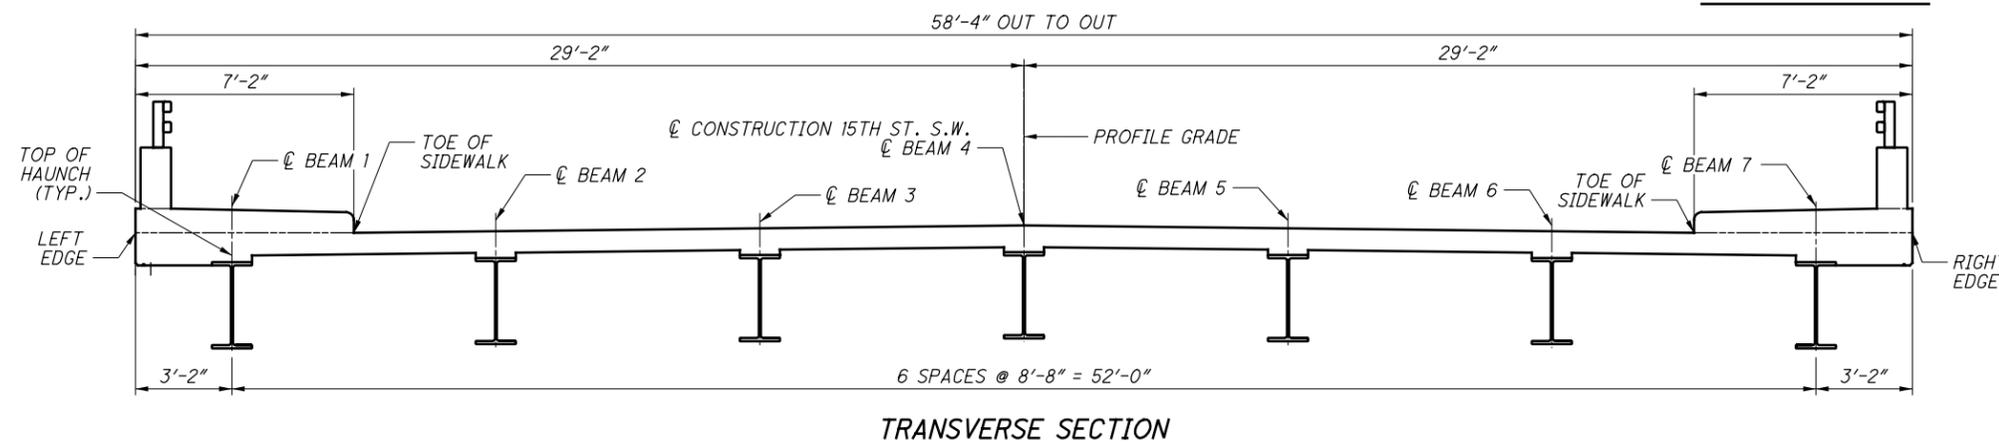 58'-4" OUT TO OUT
29'-2"
29'-2"
7'-2"
7'-2"
℄ CONSTRUCTION 15TH ST. S.W.
℄ BEAM 4
PROFILE GRADE
TOP OF
HAUNCH
(TYP.)
℄ BEAM 1
TOE OF
SIDEWALK
℄ BEAM 2
℄ BEAM 3
℄ BEAM 5
℄ BEAM 6
TOE OF
SIDEWALK
℄ BEAM 7
LEFT
EDGE
RIGH
EDGE
3'-2"
6 SPACES @ 8'-8" = 52'-0"
3'-2"
TRANSVERSE SECTION